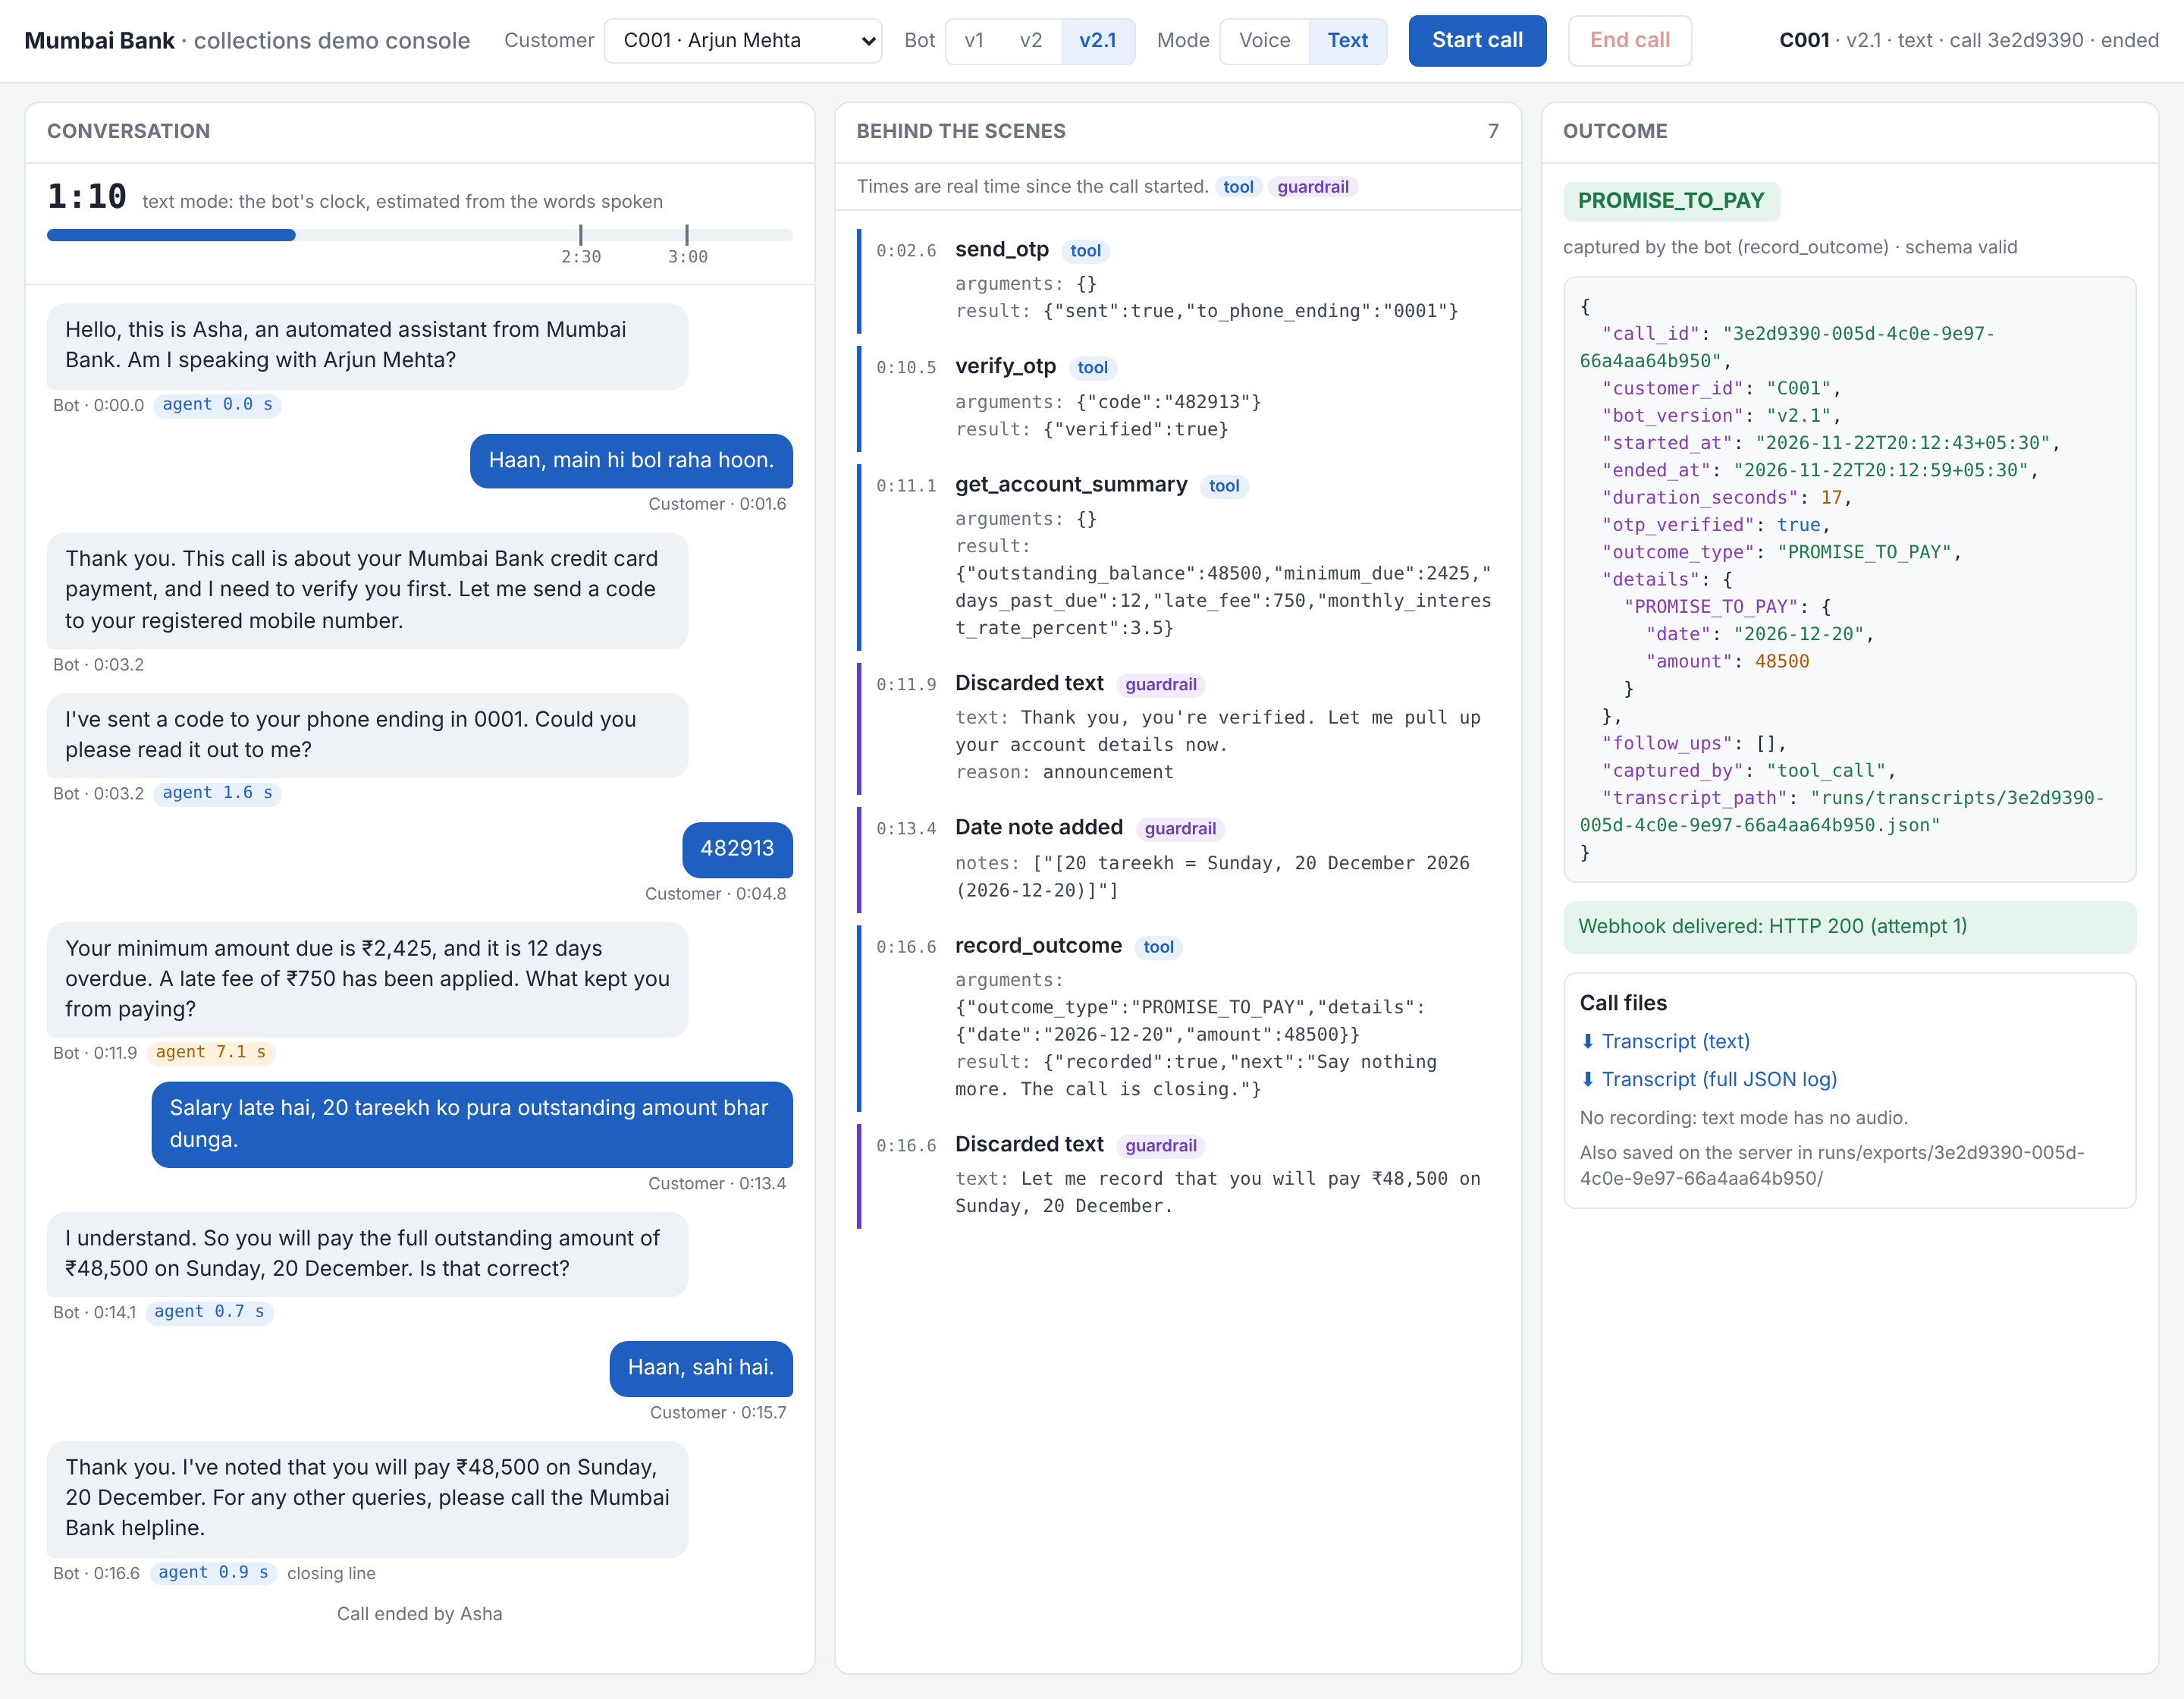 Mumbai Bank · collections demo console
Customer
C001 · Arjun Mehta
Bot
v1
v2
v2.1
Mode
Voice
Text
Start call
End call
C001 · v2.1 · text · call 3e2d9390 · ended
CONVERSATION
1:10 text mode: the bot's clock, estimated from the words spoken
2:30
3:00
Hello, this is Asha, an automated assistant from Mumbai
Bank. Am I speaking with Arjun Mehta?
Bot · 0:00.0 agent 0.0 s
Haan, main hi bol raha hoon.
Customer · 0:01.6
Thank you. This call is about your Mumbai Bank credit card
payment, and I need to verify you first. Let me send a code
to your registered mobile number.
Bot · 0:03.2
I've sent a code to your phone ending in 0001. Could you
please read it out to me?
Bot · 0:03.2 agent 1.6 s
482913
Customer · 0:04.8
Your minimum amount due is ₹2,425, and it is 12 days
overdue. A late fee of ₹750 has been applied. What kept you
from paying?
Bot · 0:11.9 agent 7.1 s
Salary late hai, 20 tareekh ko pura outstanding amount bhar
dunga.
Customer · 0:13.4
I understand. So you will pay the full outstanding amount of
₹48,500 on Sunday, 20 December. Is that correct?
Bot · 0:14.1 agent 0.7 s
Haan, sahi hai.
Customer · 0:15.7
Thank you. I've noted that you will pay ₹48,500 on Sunday,
20 December. For any other queries, please call the Mumbai
Bank helpline.
Bot · 0:16.6 agent 0.9 s closing line
Call ended by Asha
BEHIND THE SCENES
7
Times are real time since the call started. tool guardrail
0:02.6 send_otp tool
arguments: {}
result: {"sent":true,"to_phone_ending":"0001"}
0:10.5 verify_otp tool
arguments: {"code":"482913"}
result: {"verified":true}
0:11.1 get_account_summary tool
arguments: {}
result:
{"outstanding_balance":48500,"minimum_due":2425,"
days_past_due":12,"late_fee":750,"monthly_interes
t_rate_percent":3.5}
0:11.9 Discarded text guardrail
text: Thank you, you're verified. Let me pull up
your account details now.
reason: announcement
0:13.4 Date note added guardrail
notes: ["[20 tareekh = Sunday, 20 December 2026
(2026-12-20)]"]
0:16.6 record_outcome tool
arguments:
{"outcome_type":"PROMISE_TO_PAY","details":
{"date":"2026-12-20","amount":48500}}
result: {"recorded":true,"next":"Say nothing
more. The call is closing."}
0:16.6 Discarded text guardrail
text: Let me record that you will pay ₹48,500 on
Sunday, 20 December.
OUTCOME
PROMISE_TO_PAY
captured by the bot (record_outcome) · schema valid
{
"call_id": "3e2d9390-005d-4c0e-9e97-
66a4aa64b950",
"customer_id": "C001",
"bot_version": "v2.1",
"started_at": "2026-11-22T20:12:43+05:30",
"ended_at": "2026-11-22T20:12:59+05:30",
"duration_seconds": 17,
"otp_verified": true,
"outcome_type": "PROMISE_TO_PAY",
"details": {
"PROMISE_TO_PAY": {
"date": "2026-12-20",
"amount": 48500
}
},
"follow_ups": [],
"captured_by": "tool_call",
"transcript_path": "runs/transcripts/3e2d9390-
005d-4c0e-9e97-66a4aa64b950.json"
}
Webhook delivered: HTTP 200 (attempt 1)
Call files
⬇ Transcript (text)
⬇ Transcript (full JSON log)
No recording: text mode has no audio.
Also saved on the server in runs/exports/3e2d9390-005d-
4c0e-9e97-66a4aa64b950/